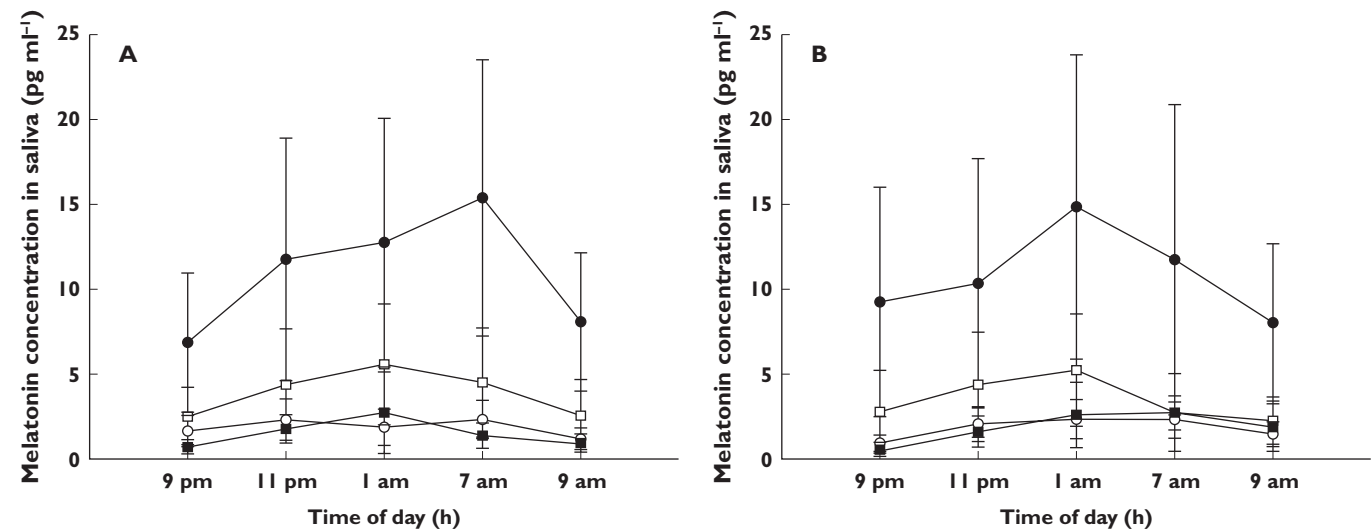 Melatonin concentration in saliva (pg ml⁻¹)
25
20
15
10
5
0
A
9 pm
11 pm
1 am
7 am
9 am
Time of day (h)
Melatonin concentration in saliva (pg ml⁻¹)
25
20
15
10
5
0
B
9 pm
11 pm
1 am
7 am
9 am
Time of day (h)